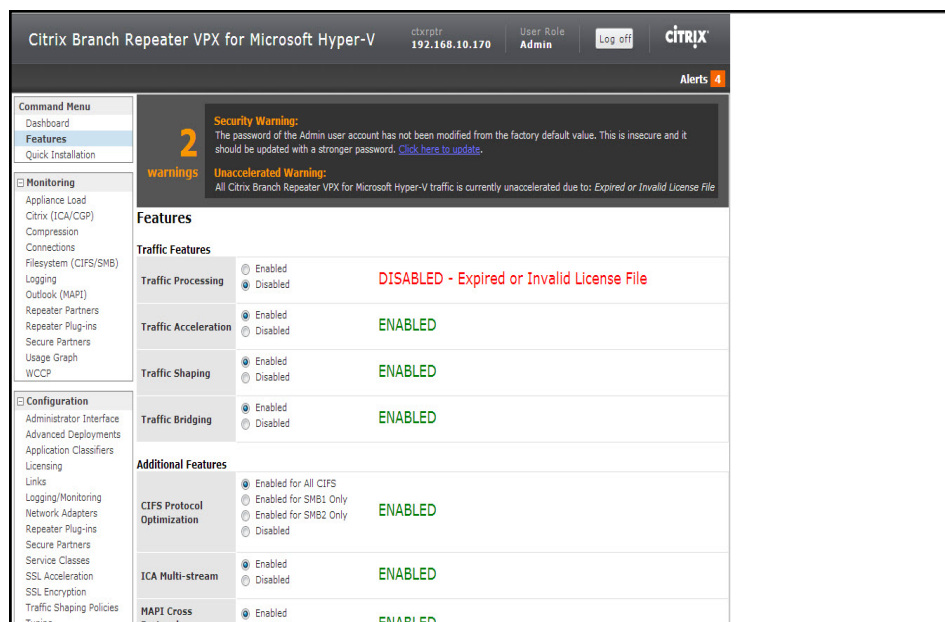 Citrix Branch Repeater VPX for Microsoft Hyper-V
ctxrptr
192.168.10.170
User Role
Admin
Log off
CITRIX
Alerts 4
Command Menu
Dashboard
Features
Quick Installation
Monitoring
Appliance Load
Citrix (ICA/CGP)
Compression
Connections
Filesystem (CIFS/SMB)
Logging
Outlook (MAPI)
Repeater Partners
Repeater Plug-ins
Secure Partners
Usage Graph
WCCP
Configuration
Administrator Interface
Advanced Deployments
Application Classifiers
Licensing
Links
Logging/Monitoring
Network Adapters
Repeater Plug-ins
Secure Partners
Service Classes
SSL Acceleration
SSL Encryption
Traffic Shaping Policies
2
warnings
Security Warning:
The password of the Admin user account has not been modified from the factory default value. This is insecure and it
should be updated with a stronger password. Click here to update.
Unaccelerated Warning:
All Citrix Branch Repeater VPX for Microsoft Hyper-V traffic is currently unaccelerated due to: Expired or Invalid License File
Features
Traffic Features
Traffic Processing
Enabled
Disabled
DISABLED - Expired or Invalid License File
Traffic Acceleration
Enabled
Disabled
ENABLED
Traffic Shaping
Enabled
Disabled
ENABLED
Traffic Bridging
Enabled
Disabled
ENABLED
Additional Features
CIFS Protocol
Optimization
Enabled for All CIFS
Enabled for SMB1 Only
Enabled for SMB2 Only
Disabled
ENABLED
ICA Multi-stream
Enabled
Disabled
ENABLED
MAPI Cross
Enabled
ENABLED